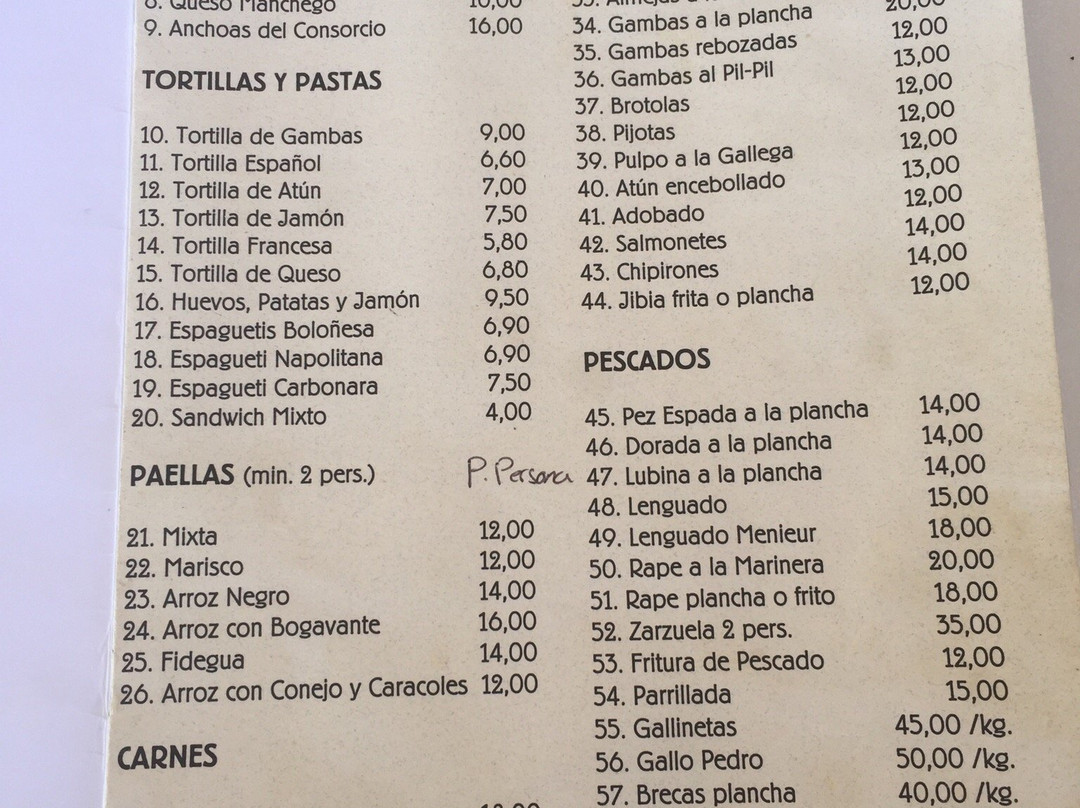 8. Queso Manchego 10,00
9. Anchoas del Consorcio 16,00
TORTILLAS Y PASTAS
10. Tortilla de Gambas 9,00
11. Tortilla Español 6,60
12. Tortilla de Atún 7,00
13. Tortilla de Jamón 7,50
14. Tortilla Francesa 5,80
15. Tortilla de Queso 6,80
16. Huevos, Patatas y Jamón 9,50
17. Espaguetis Boloñesa 6,90
18. Espagueti Napolitana 6,90
19. Espagueti Carbonara 7,50
20. Sandwich Mixto 4,00
PAELLAS (min. 2 pers.) P. Persona
21. Mixta 12,00
22. Marisco 12,00
23. Arroz Negro 14,00
24. Arroz con Bogavante 16,00
25. Fidegua 14,00
26. Arroz con Conejo y Caracoles 12,00
CARNES
33. Almejas a
34. Gambas a la plancha 20,00
35. Gambas rebozadas 12,00
36. Gambas al Pil-Pil 13,00
37. Brotolas 12,00
38. Pijotas 12,00
39. Pulpo a la Gallega 12,00
40. Atún encebollado 13,00
41. Adobado 12,00
42. Salmonetes 14,00
43. Chipirones 14,00
44. Jibia frita o plancha 12,00
PESCADOS
45. Pez Espada a la plancha 14,00
46. Dorada a la plancha 14,00
47. Lubina a la plancha 14,00
48. Lenguado 15,00
49. Lenguado Menieur 18,00
50. Rape a la Marinera 20,00
51. Rape plancha o frito 18,00
52. Zarzuela 2 pers. 35,00
53. Fritura de Pescado 12,00
54. Parrillada 15,00
55. Gallinetas 45,00 /kg.
56. Gallo Pedro 50,00 /kg.
57. Brecas plancha 40,00 /kg.